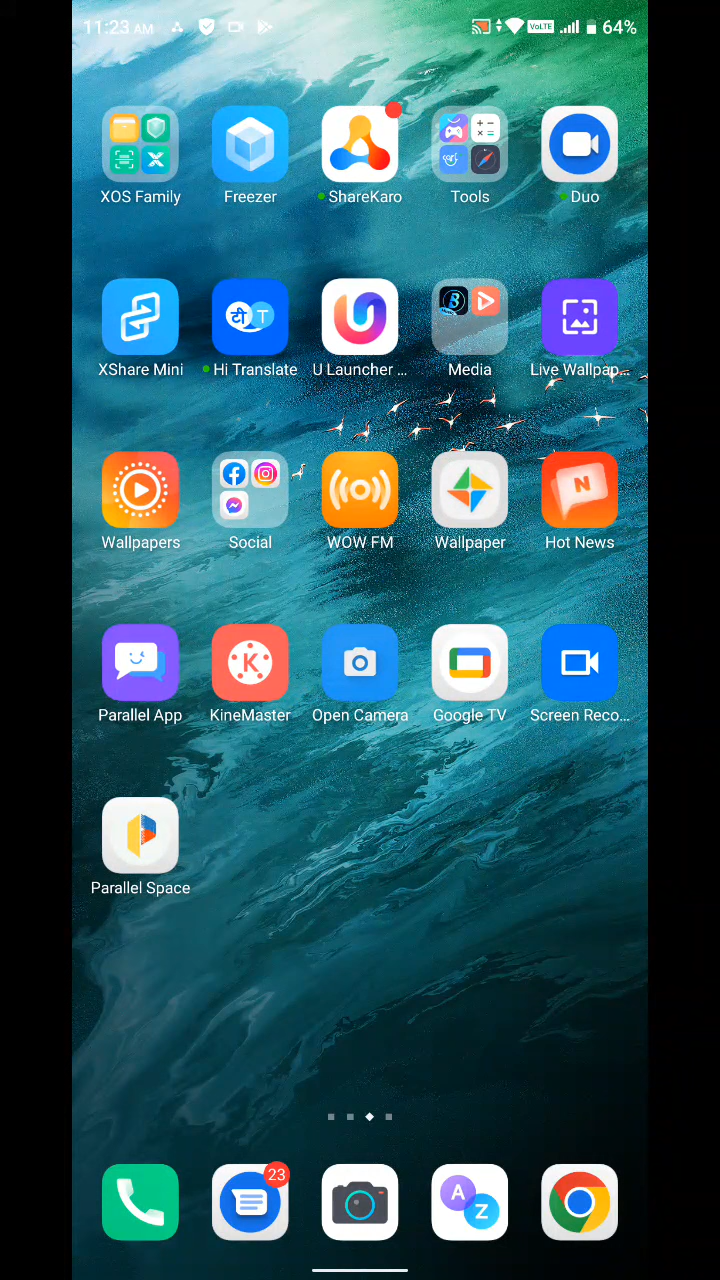 11:23 AM VoLTE 64%
XOS Family Freezer ShareKaro Tools Duo
टी T
XShare Mini Hi Translate U Launcher ... Media Live Wallpap...
N
Wallpapers Social WOW FM Wallpaper Hot News
K
Parallel App KineMaster Open Camera Google TV Screen Reco...
Parallel Space
23
A
Z